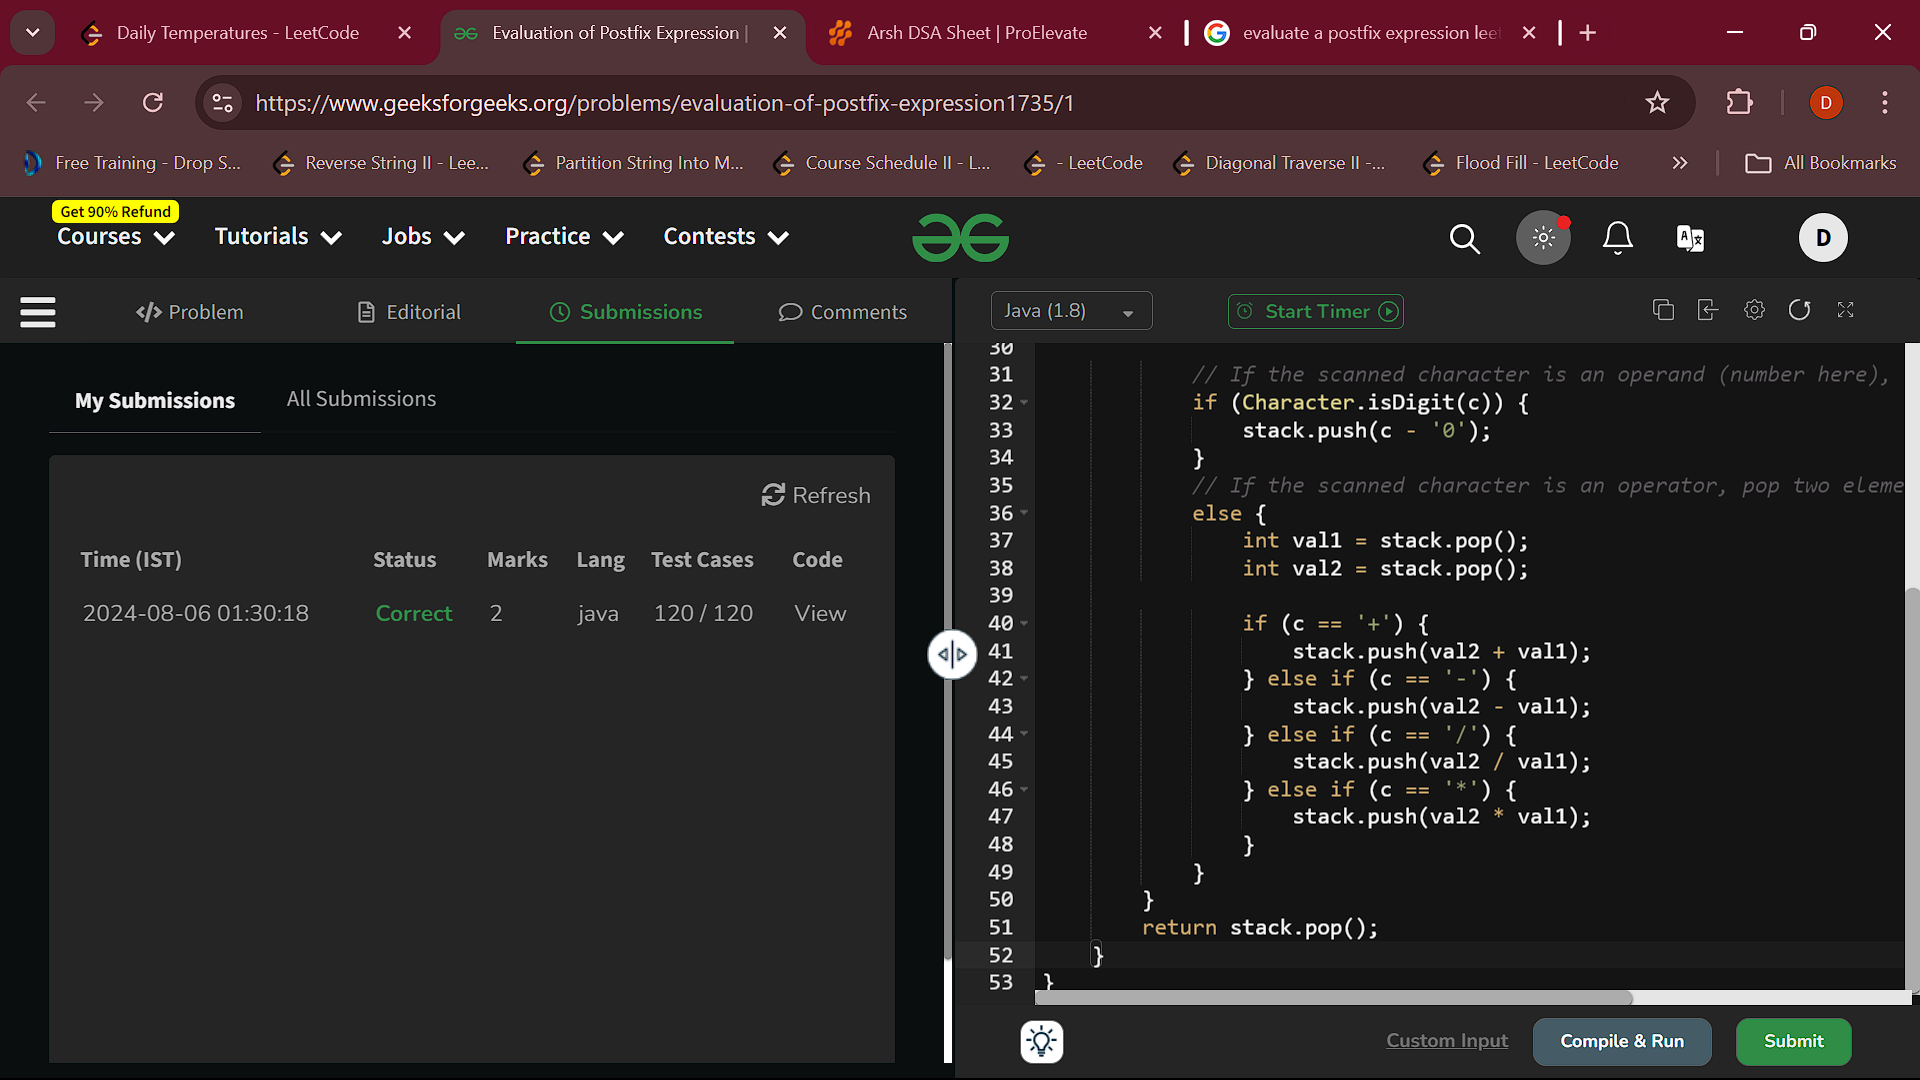 Daily Temperatures - LeetCode
Evaluation of Postfix Expression |
Arsh DSA Sheet | ProElevate
evaluate a postfix expression leet
https://www.geeksforgeeks.org/problems/evaluation-of-postfix-expression1735/1
D
Free Training - Drop S...
Reverse String II - Lee...
Partition String Into M...
Course Schedule II - L...
- LeetCode
Diagonal Traverse II -...
Flood Fill - LeetCode
»
All Bookmarks
Get 90% Refund
Courses
Tutorials
Jobs
Practice
Contests
D
</> Problem
Editorial
Submissions
Comments
Java (1.8)
Start Timer
My Submissions
All Submissions
Refresh
Time (IST) Status Marks Lang Test Cases Code
2024-08-06 01:30:18 Correct 2 java 120 / 120 View
30
31 // If the scanned character is an operand (number here),
32 if (Character.isDigit(c)) {
33 stack.push(c - '0');
34 }
35 // If the scanned character is an operator, pop two eleme
36 else {
37 int val1 = stack.pop();
38 int val2 = stack.pop();
39
40 if (c == '+') {
41 stack.push(val2 + val1);
42 } else if (c == '-') {
43 stack.push(val2 - val1);
44 } else if (c == '/') {
45 stack.push(val2 / val1);
46 } else if (c == '*') {
47 stack.push(val2 * val1);
48 }
49 }
50 }
51 return stack.pop();
52 }
53 }
Custom Input
Compile & Run
Submit